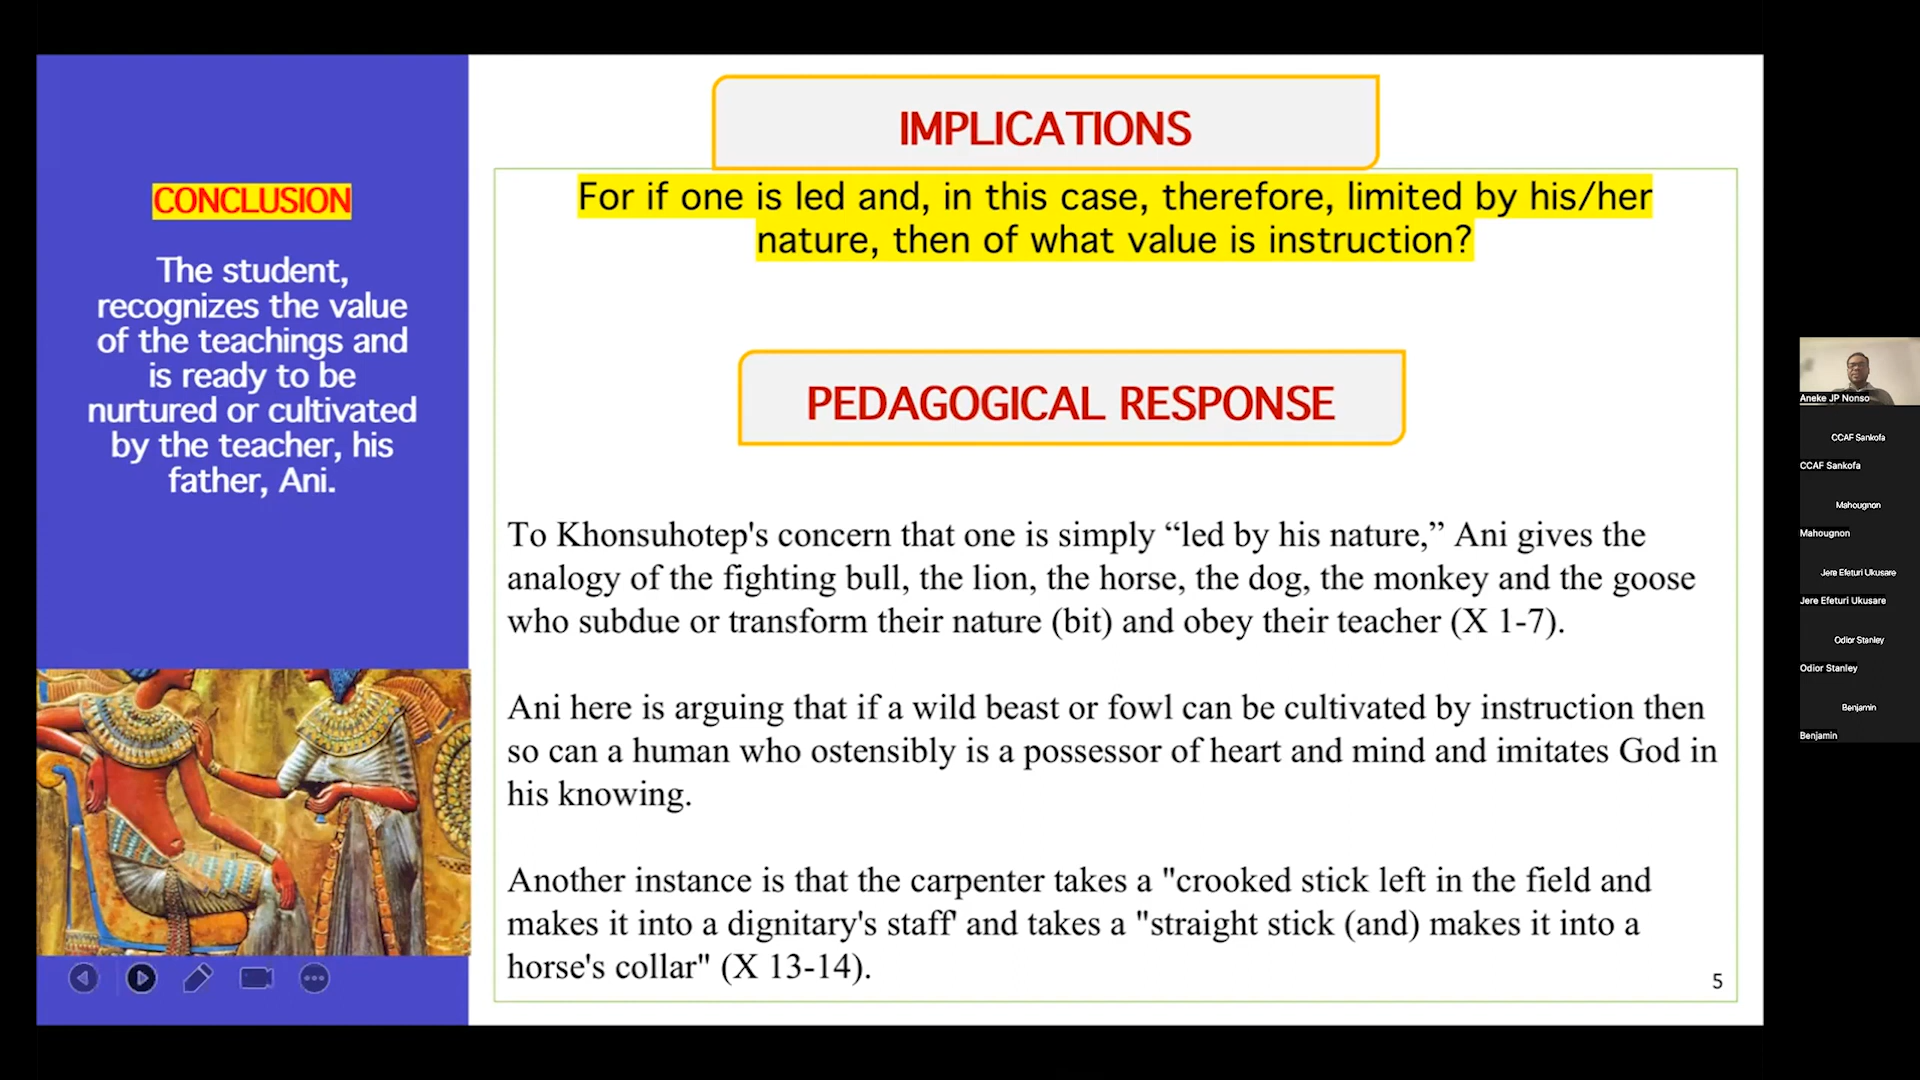 CONCLUSION
The student,
recognizes the value
of the teachings and
is ready to be
nurtured or cultivated
by the teacher, his
father, Ani.
IMPLICATIONS
For if one is led and, in this case, therefore, limited by his/her
nature, then of what value is instruction?
PEDAGOGICAL RESPONSE
To Khonsuhotep's concern that one is simply “led by his nature,” Ani gives the
analogy of the fighting bull, the lion, the horse, the dog, the monkey and the goose
who subdue or transform their nature (bit) and obey their teacher (X 1-7).
Ani here is arguing that if a wild beast or fowl can be cultivated by instruction then
so can a human who ostensibly is a possessor of heart and mind and imitates God in
his knowing.
Another instance is that the carpenter takes a "crooked stick left in the field and
makes it into a dignitary's staff' and takes a "straight stick (and) makes it into a
horse's collar" (X 13-14).
5
Aneke JP Nonso
CCAF Sankofa
CCAF Sankofa
Mahougnon
Mahougnon
Jere Efeturi Ukusare
Jere Efeturi Ukusare
Odior Stanley
Odior Stanley
Benjamin
Benjamin